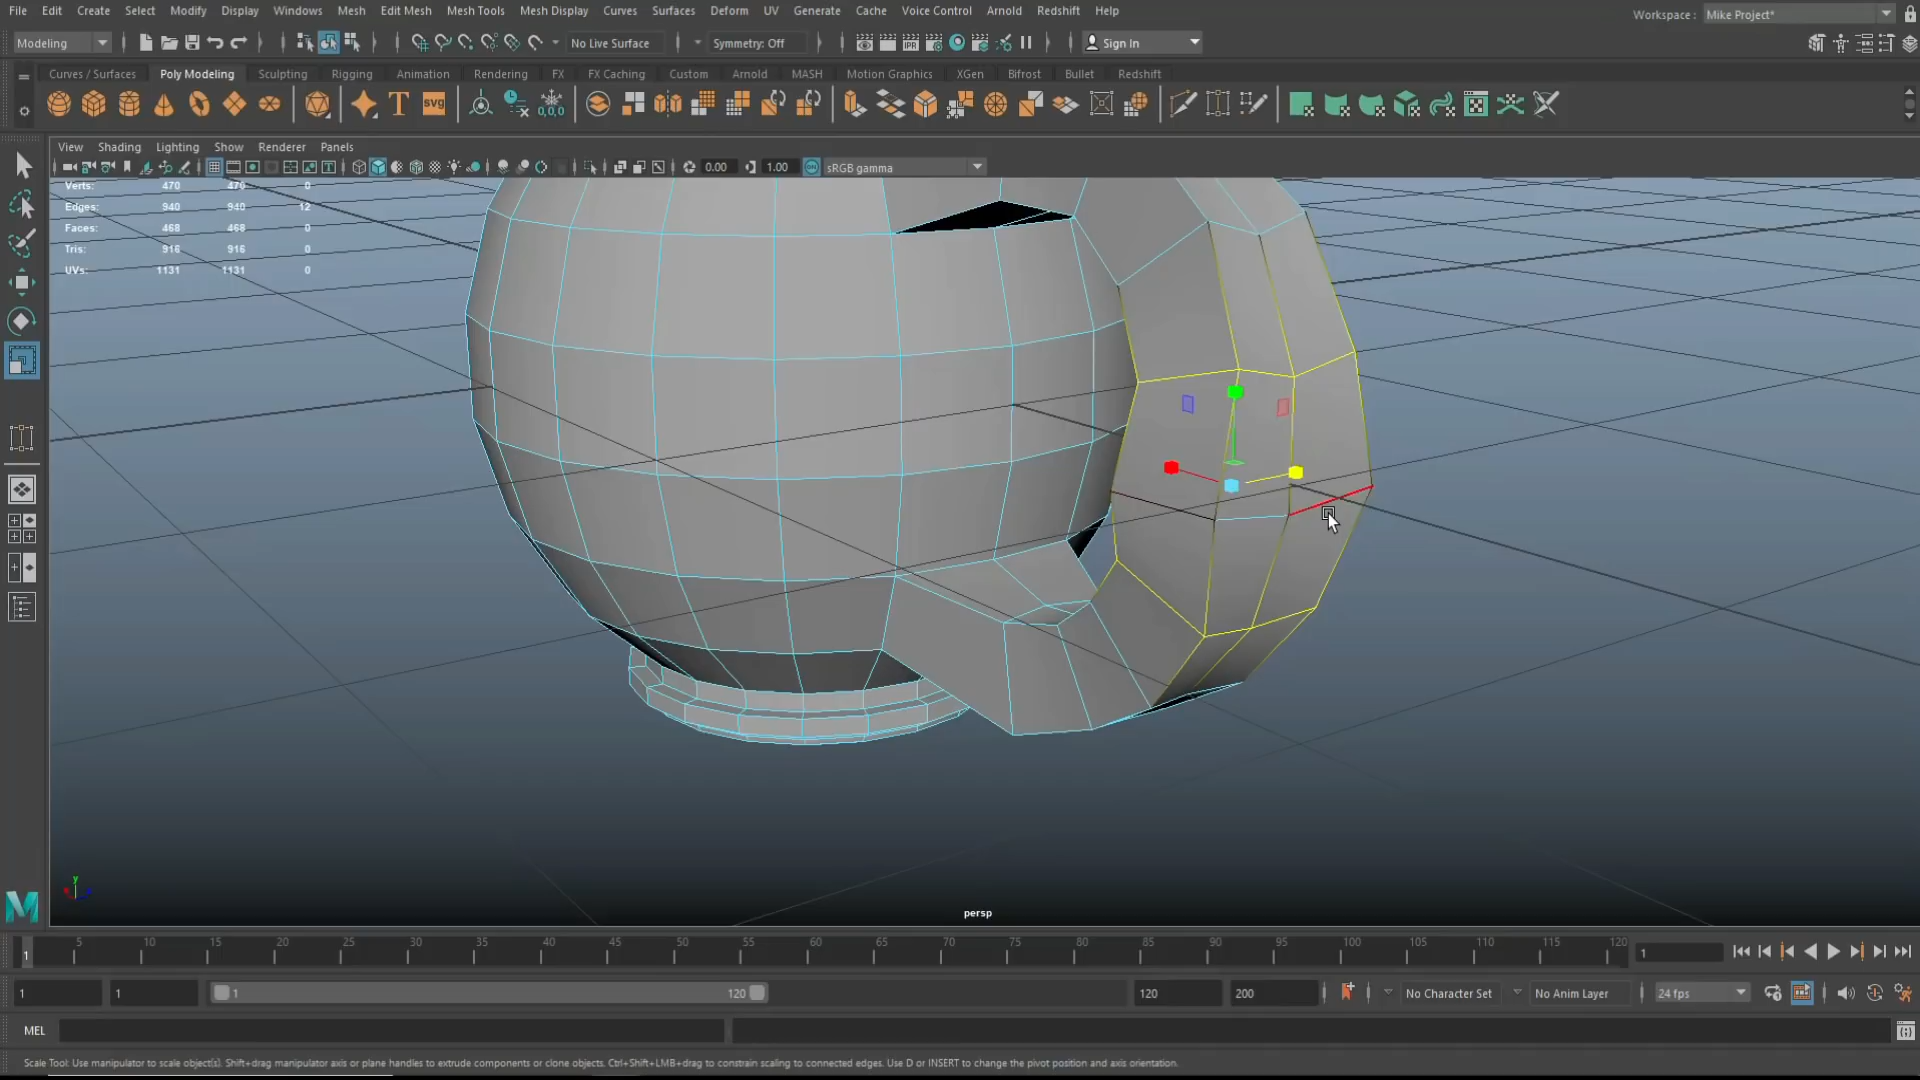 File Edit Create Select Modify Display Windows Mesh Edit Mesh Mesh Tools Mesh Display Curves Surfaces Deform UV Generate Cache Voice Control Arnold Redshift Help
Workspace : Mike Project*
Modeling No Live Surface Symmetry: Off IPR Sign In
Curves / Surfaces Poly Modeling Sculpting Rigging Animation Rendering FX FX Caching Custom Arnold MASH Motion Graphics XGen Bifrost Bullet Redshift
T SVG 0,0,0
View Shading Lighting Show Renderer Panels
0.00 1.00 sRGB gamma
Verts: 470 470 0
Edges: 940 940 12
Faces: 468 468 0
Tris: 916 916 0
UVs: 1131 1131 0
y
persp
M
5 10 15 20 25 30 35 40 45 50 55 60 65 70 75 80 85 90 95 100 105 110 115 120
1 1
1 1 1 120 120 200 No Character Set No Anim Layer 24 fps
MEL
Scale Tool: Use manipulator to scale object(s). Shift+drag manipulator axis or plane handles to extrude components or clone objects. Ctrl+Shift+LMB+drag to constrain scaling to connected edges. Use D or INSERT to change the pivot position and axis orientation.